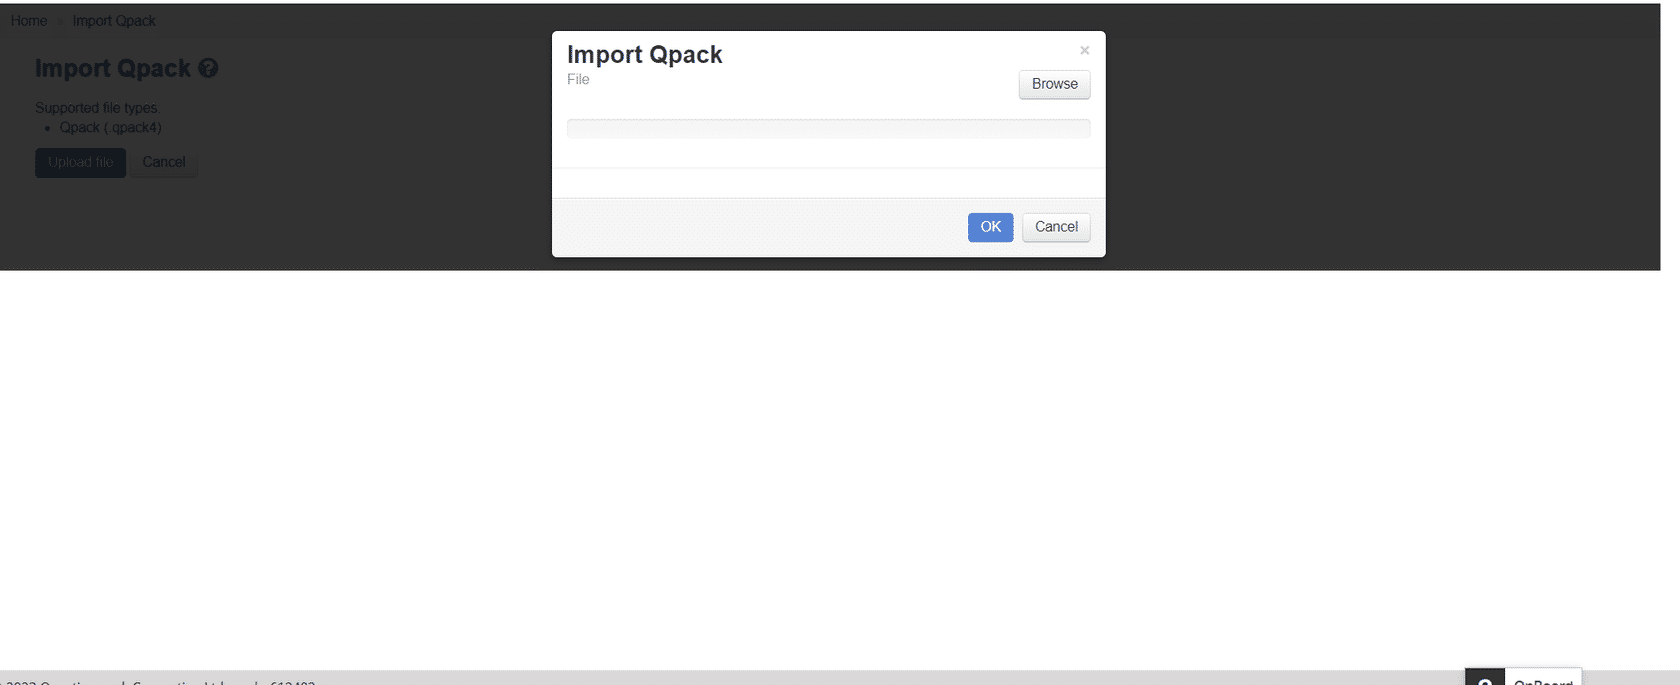 Home Import Qpack
Import Qpack
Supported file types.
Qpack (.qpack4)
Upload file Cancel
Import Qpack ×
File
Browse
OK Cancel
OnBoard